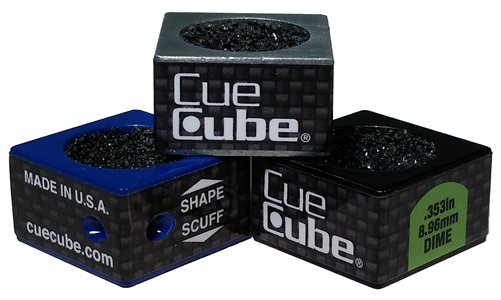 Cue
Cube®
MADE IN U.S.A.
SHAPE
SCUFF
cuecube.com
Cue
Cube®
.353in
8.96mm
DIME